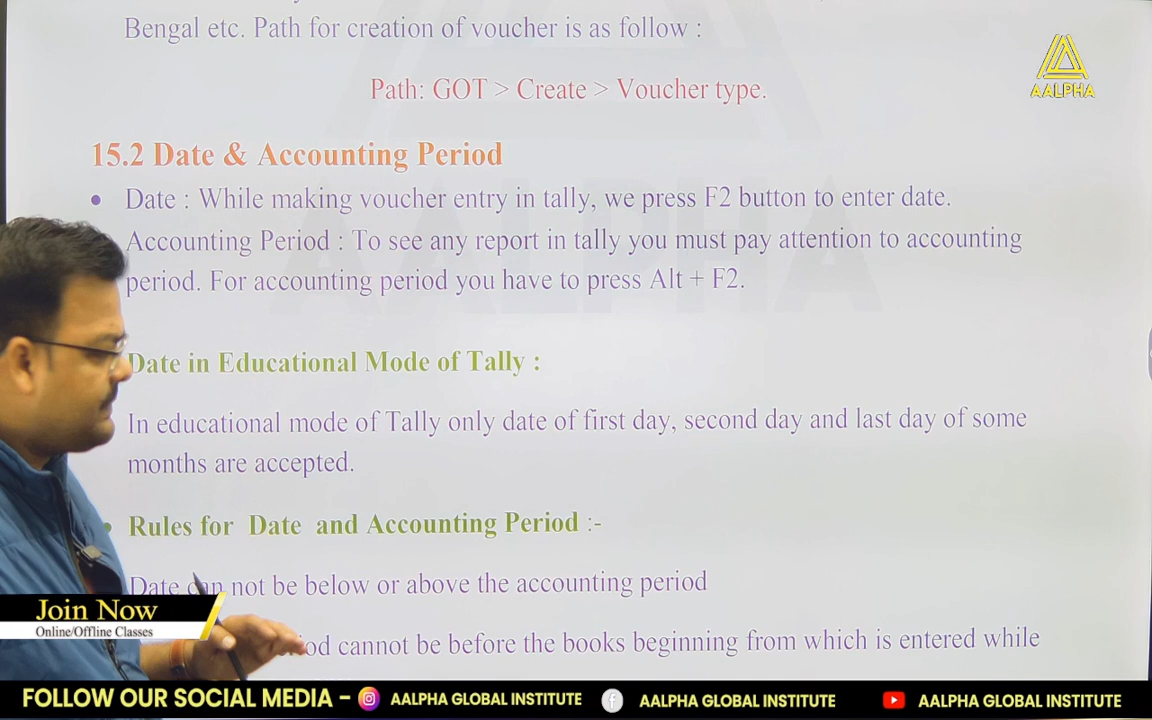 Bengal etc. Path for creation of voucher is as follow :
Path: GOT > Create > Voucher type.
AALPHA
15.2 Date & Accounting Period
• Date : While making voucher entry in tally, we press F2 button to enter date.
Accounting Period : To see any report in tally you must pay attention to accounting
period. For accounting period you have to press Alt + F2.
Date in Educational Mode of Tally :
In educational mode of Tally only date of first day, second day and last day of some
months are accepted.
• Rules for Date and Accounting Period :-
Date can not be below or above the accounting period
cannot be before the books beginning from which is entered while
Join Now
Online/Offline Classes
FOLLOW OUR SOCIAL MEDIA - AALPHA GLOBAL INSTITUTE AALPHA GLOBAL INSTITUTE AALPHA GLOBAL INSTITUTE